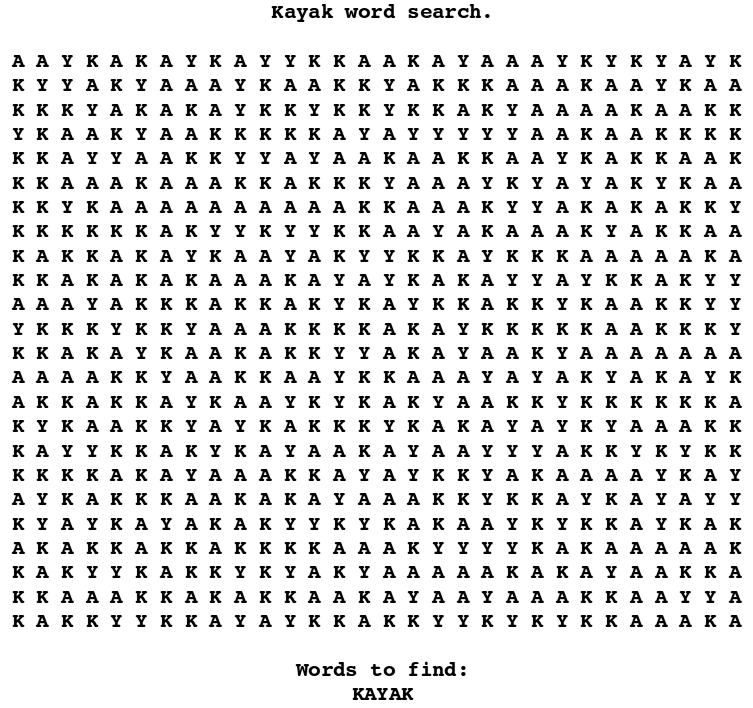 Kayak word search.
A A Y K A K A Y K A Y Y K K A A K A Y A A A Y K Y K Y A Y K
K Y Y A K Y A A A Y K A A K K Y A K K K A A A K A A Y K A A
K K K Y A K A K A Y K K Y K K Y K K A K Y A A A A K A A K K
Y K A A K Y A A K K K K K A Y A Y Y Y Y Y A A K A A K K K K
K K A Y Y A A K K Y Y A Y A A K A A K K A A Y K A K K A A K
K K A A A K A A A K K A K K K Y A A A Y K Y A Y A K Y K A A
K K Y K A A A A A A A A A A K K A A A K Y Y A K A K A K K Y
K K K K K K A K Y Y K Y Y K K A A Y A K A A A K Y A K K A A
K A K K A K A Y K A A Y A K Y Y K K A Y K K K A A A A A K A
K K A K A K A K A A A K A Y A Y K A K A Y Y A Y K K A K Y Y
A A A Y A K K K A K K A K Y K A Y K K A K K Y K A A K K Y Y
Y K K K Y K K Y A A A K K K K A K A Y K K K K K A A K K K Y
K K A K A Y K A A K A K K Y Y A K A Y A A K Y A A A A A A A
A A A A K K Y A A K K A A Y K K A A A Y A Y A K Y A K A Y K
A K K A K K A Y K A A Y K Y K A K Y A A K K Y K K K K K K A
K Y K A A K K Y A Y K A K K K Y K A K A Y A Y K Y A A A K K
K A Y Y K K A K Y K A Y A A K A Y A A Y Y Y A K K Y K Y K K
K K K K A K A Y A A A K K A Y A Y K K Y A K A A A A Y K A Y
A Y K A K K K A A K A K A Y A A A K K Y K K A Y K A Y A Y Y
K Y A Y K A Y A K A K Y Y K Y K A K A A Y K Y K K A Y K A K
A K A K K A K K A K K K K A A A K Y Y Y Y K A K A A A A A K
K A K Y Y K A K K Y K Y A K Y A A A A A K A K A Y A A K K A
K K A A A K K A K A K K A A K A Y A A Y A A A K K A A Y Y A
K A K K Y Y K K A Y A Y K K A K K Y Y K Y K Y K K A A A K A
Words to find:
KAYAK